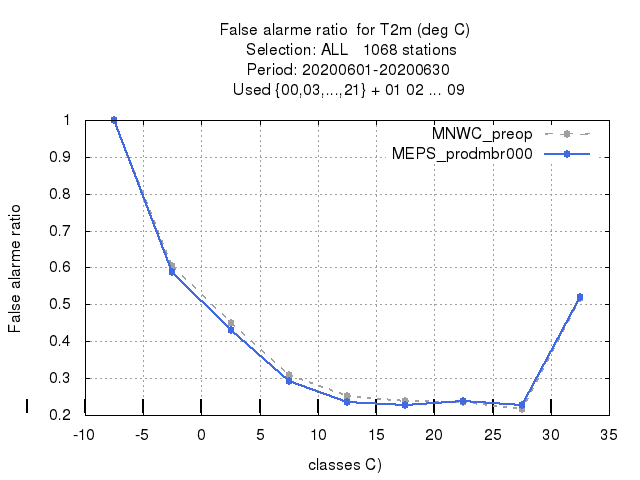 False alarme ratio  for T2m (deg C)
Selection: ALL   1068 stations
Period: 20200601-20200630
Used {00,03,...,21} + 01 02 ... 09
MNWC_preop
MEPS_prodmbr000
False alarme ratio
1
0.9
0.8
0.7
0.6
0.5
0.4
0.3
0.2
-10 -5 0 5 10 15 20 25 30 35
classes C)